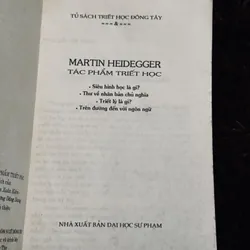 TỦ SÁCH TRIẾT HỌC ĐÔNG TÂY
MARTIN HEIDEGGER
TÁC PHẨM TRIẾT HỌC
• Siêu hình học là gì?
• Thư về nhân bản chủ nghĩa
• Triết lý là gì?
• Trên đường đến với ngôn ngữ
NHÀ XUẤT BẢN ĐẠI HỌC SƯ PHẠM